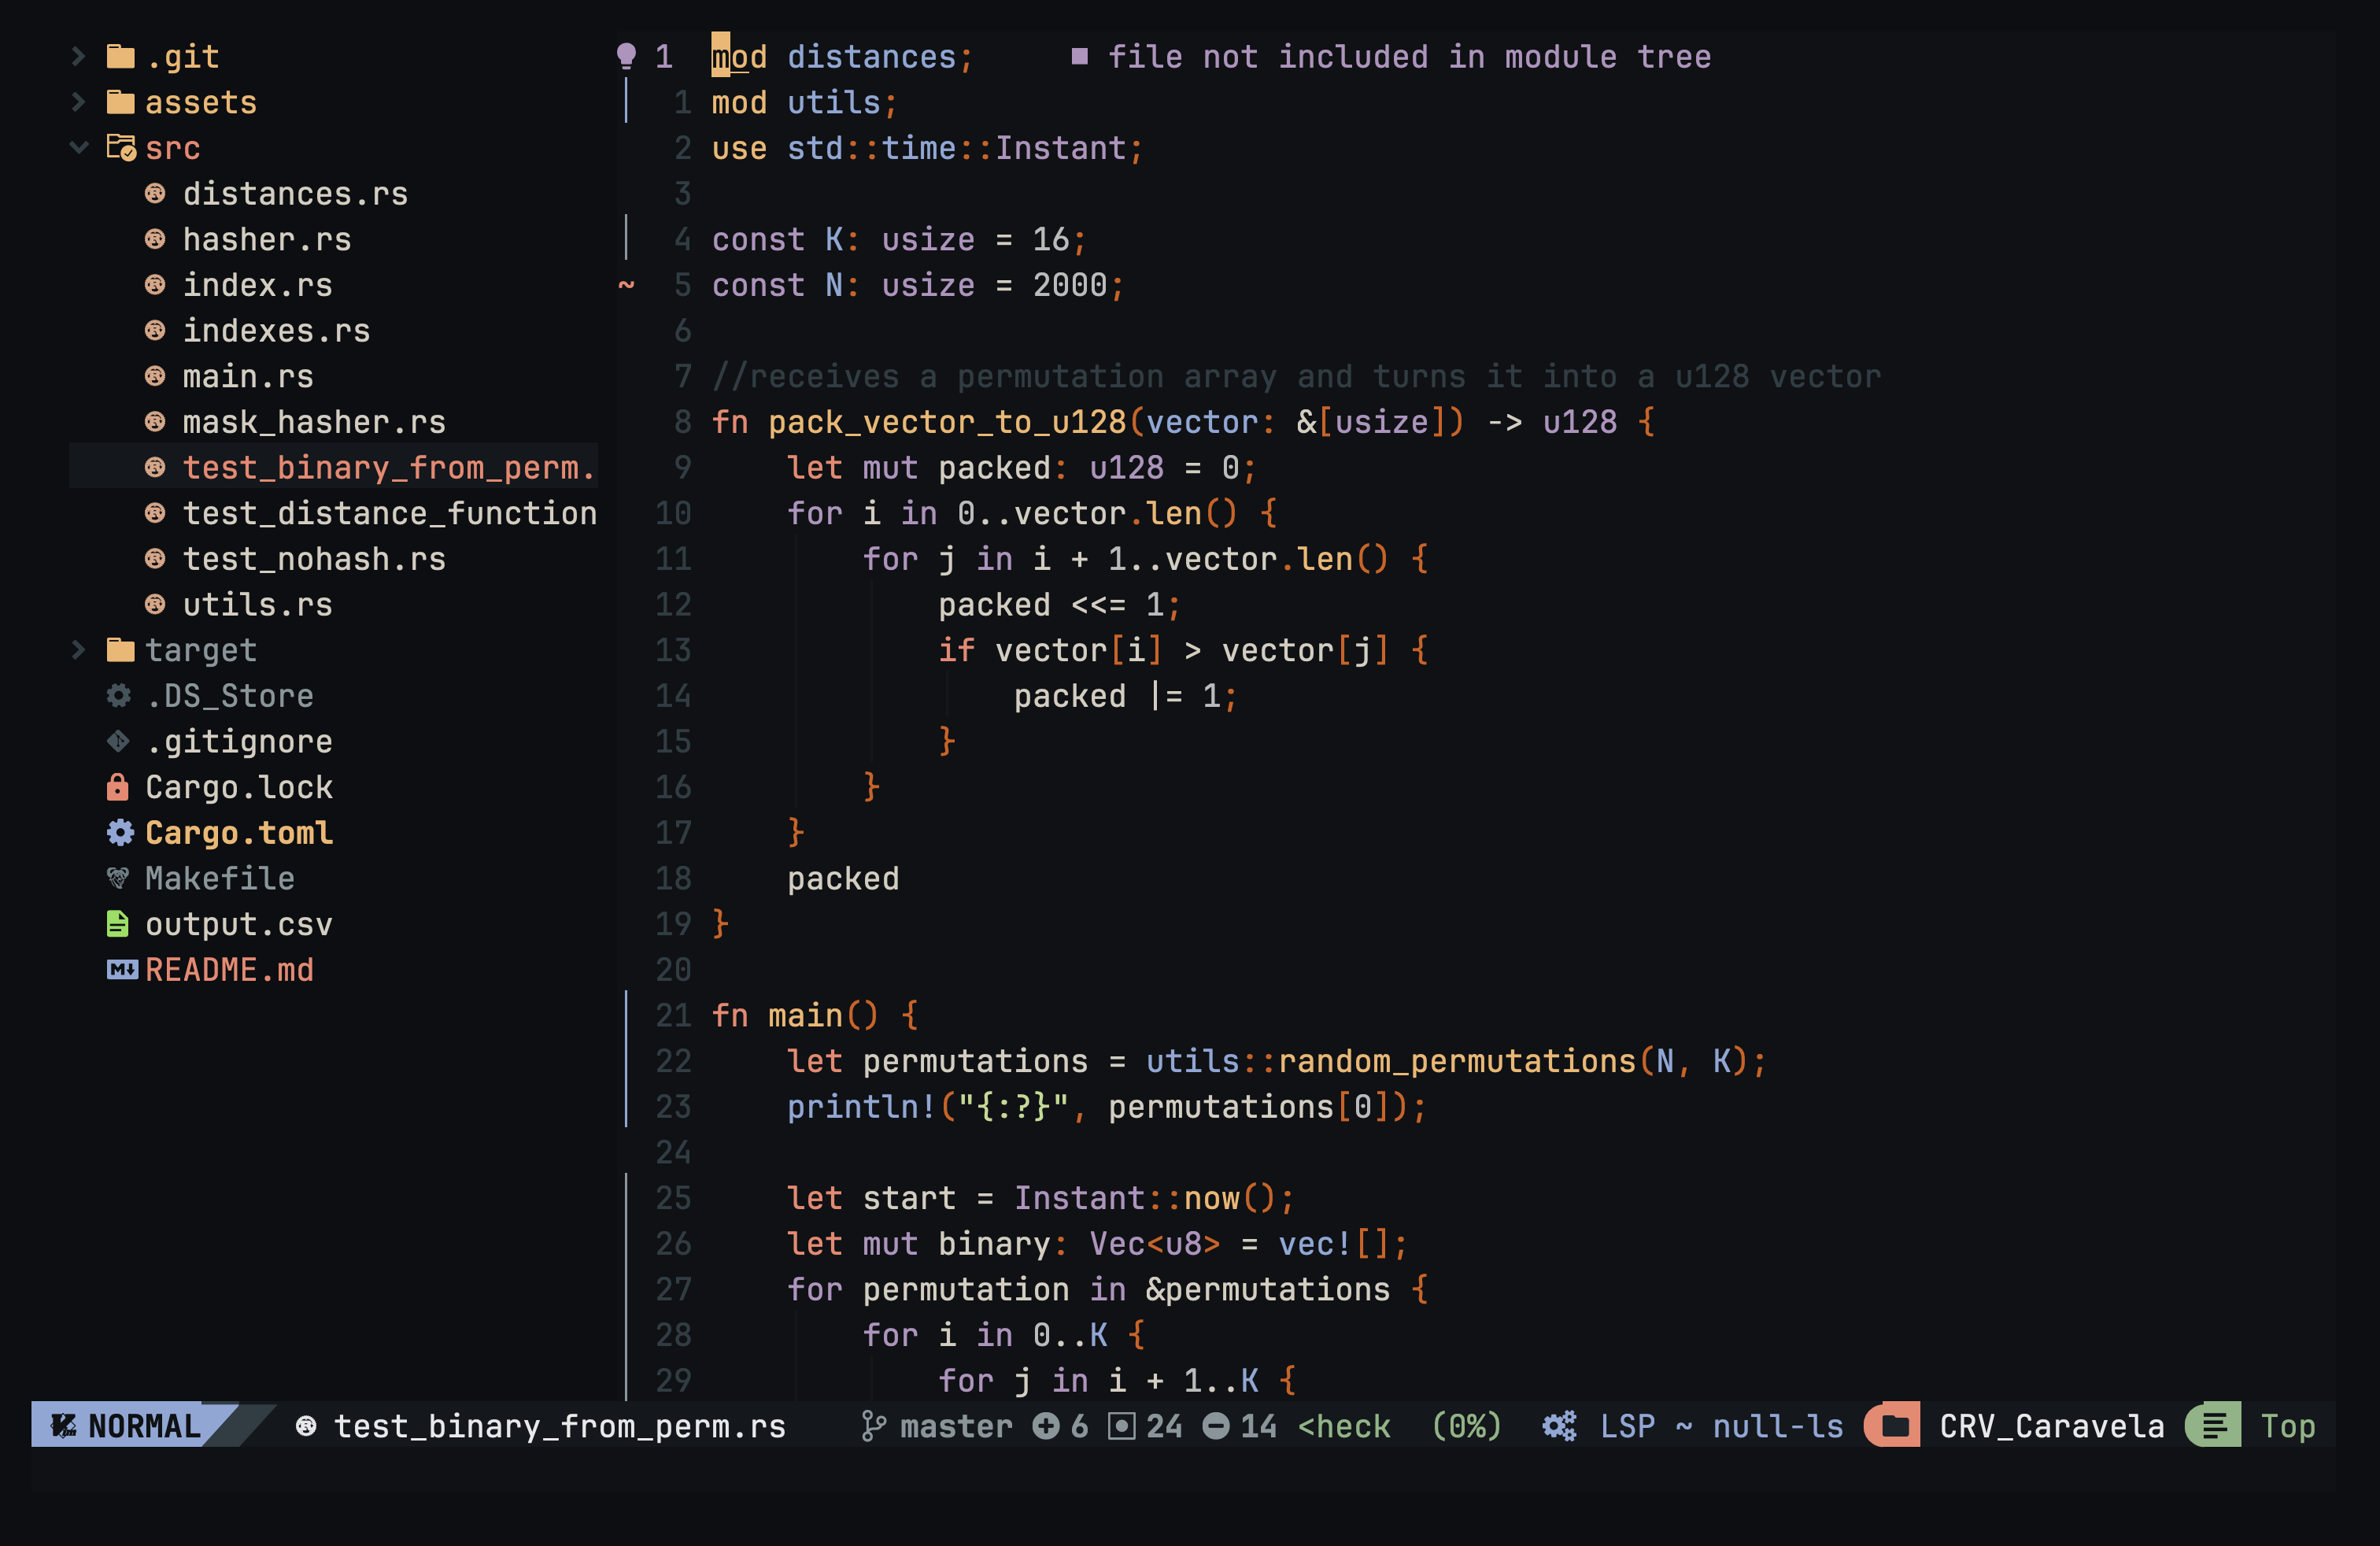 .git
assets
src
distances.rs
hasher.rs
index.rs
indexes.rs
main.rs
mask_hasher.rs
test_binary_from_perm.
test_distance_function
test_nohash.rs
utils.rs
target
.DS_Store
.gitignore
Cargo.lock
Cargo.toml
Makefile
output.csv
README.md
1 mod distances; ■ file not included in module tree
1 mod utils;
2 use std::time::Instant;
3
4 const K: usize = 16;
~ 5 const N: usize = 2000;
6
7 //receives a permutation array and turns it into a u128 vector
8 fn pack_vector_to_u128(vector: &[usize]) -> u128 {
9     let mut packed: u128 = 0;
10     for i in 0..vector.len() {
11         for j in i + 1..vector.len() {
12             packed <<= 1;
13             if vector[i] > vector[j] {
14                 packed |= 1;
15             }
16         }
17     }
18     packed
19 }
20
21 fn main() {
22     let permutations = utils::random_permutations(N, K);
23     println!("{:?}", permutations[0]);
24
25     let start = Instant::now();
26     let mut binary: Vec<u8> = vec![];
27     for permutation in &permutations {
28         for i in 0..K {
29             for j in i + 1..K {
NORMAL test_binary_from_perm.rs master 6 24 14 <heck (0%) LSP ~ null-ls CRV_Caravela Top